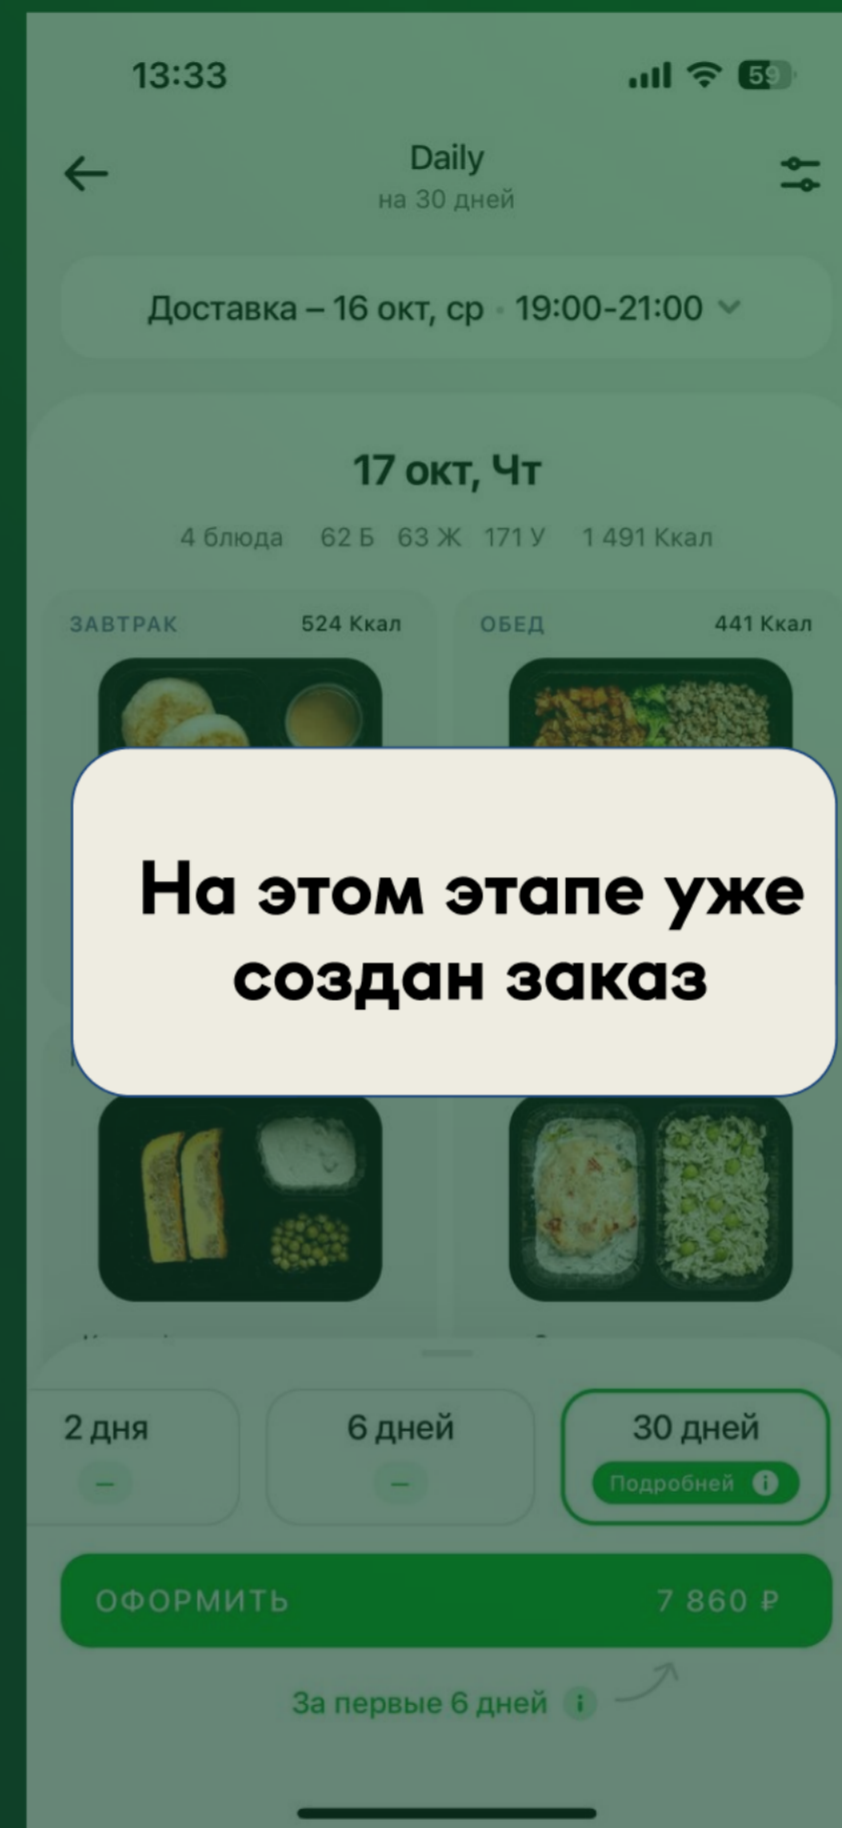 13:33
59
Daily
на 30 дней
Доставка – 16 окт, ср • 19:00-21:00
17 окт, Чт
4 блюда 62 Б 63 Ж 171 У 1 491 Ккал
ЗАВТРАК 524 Ккал
ОБЕД 441 Ккал
На этом этапе уже
создан заказ
2 дня
6 дней
30 дней
–
–
Подробней i
ОФОРМИТЬ 7 860 ₽
За первые 6 дней i